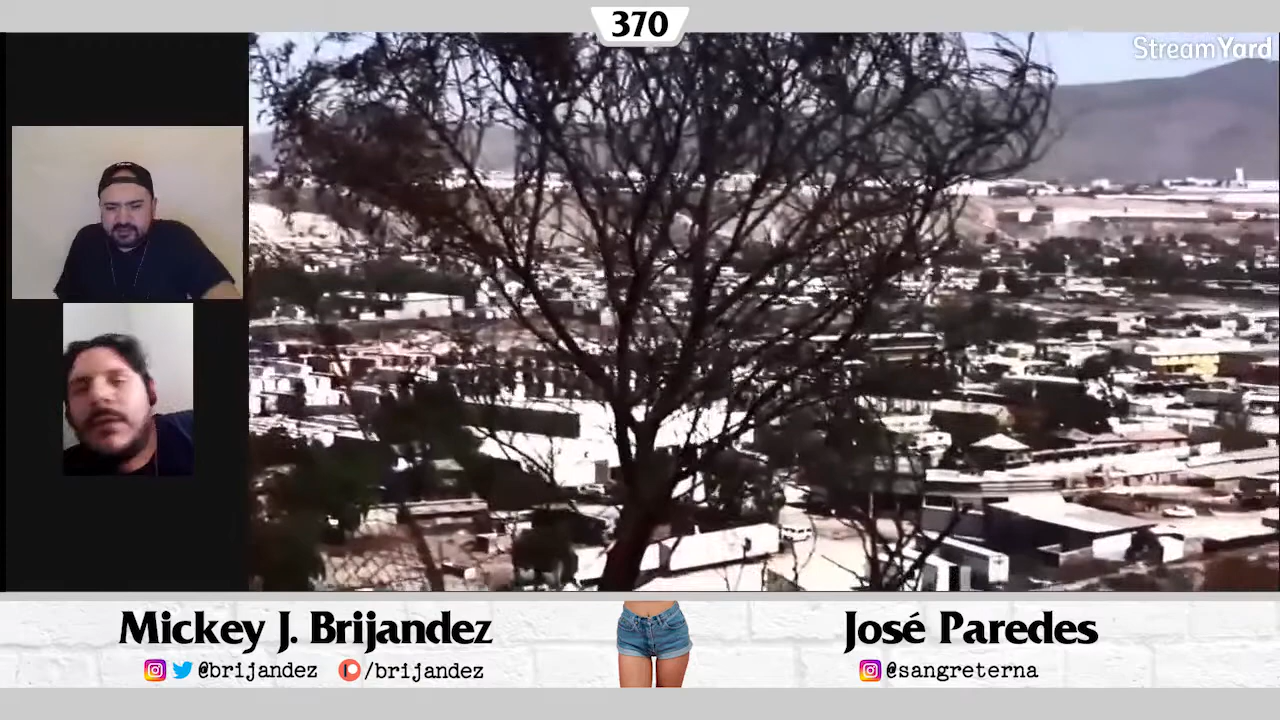 370
StreamYard
Mickey J. Brijandez
@brijandez /brijandez
José Paredes
@sangreterna